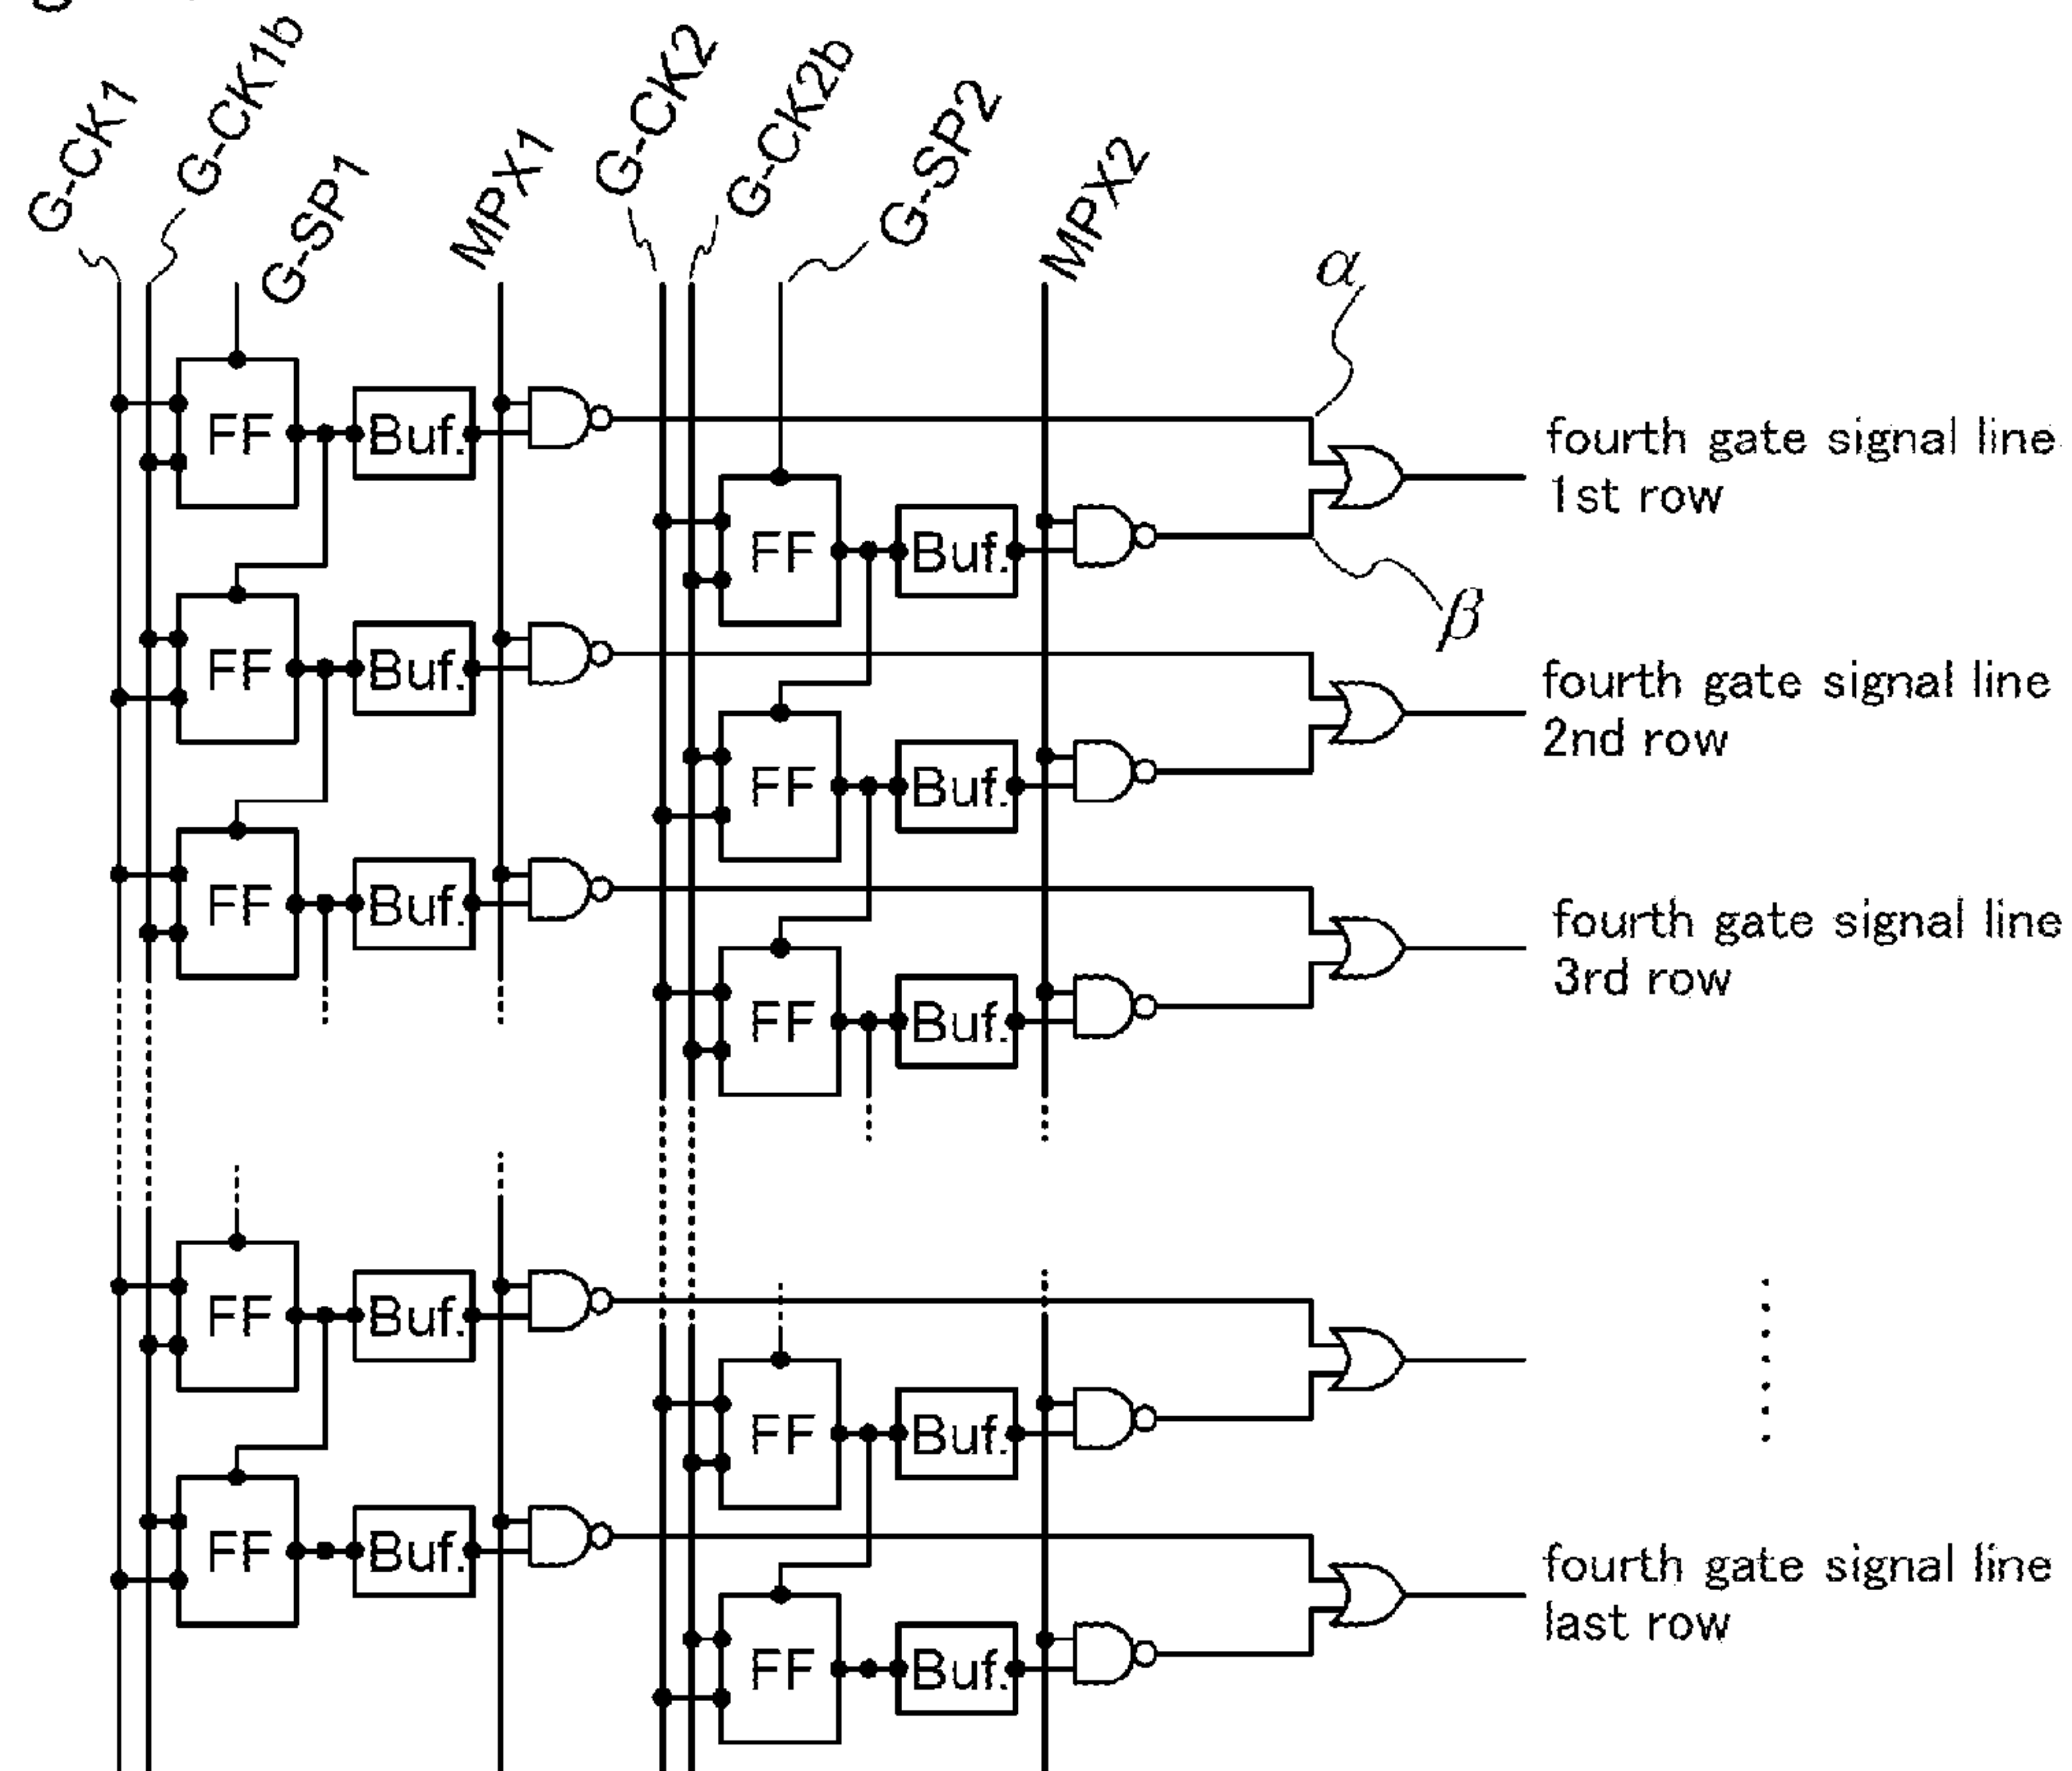 G-CK1
G-CK1b
G-SP1
MPX1
G-CK2
G-CK2b
G-SP2
MPX2
α
FF
Buf.
fourth gate signal line
1st row
FF
Buf.
β
FF
Buf.
fourth gate signal line
2nd row
FF
Buf.
FF
Buf.
fourth gate signal line
3rd row
FF
Buf.
FF
Buf.
FF
Buf.
FF
Buf.
fourth gate signal line
last row
FF
Buf.